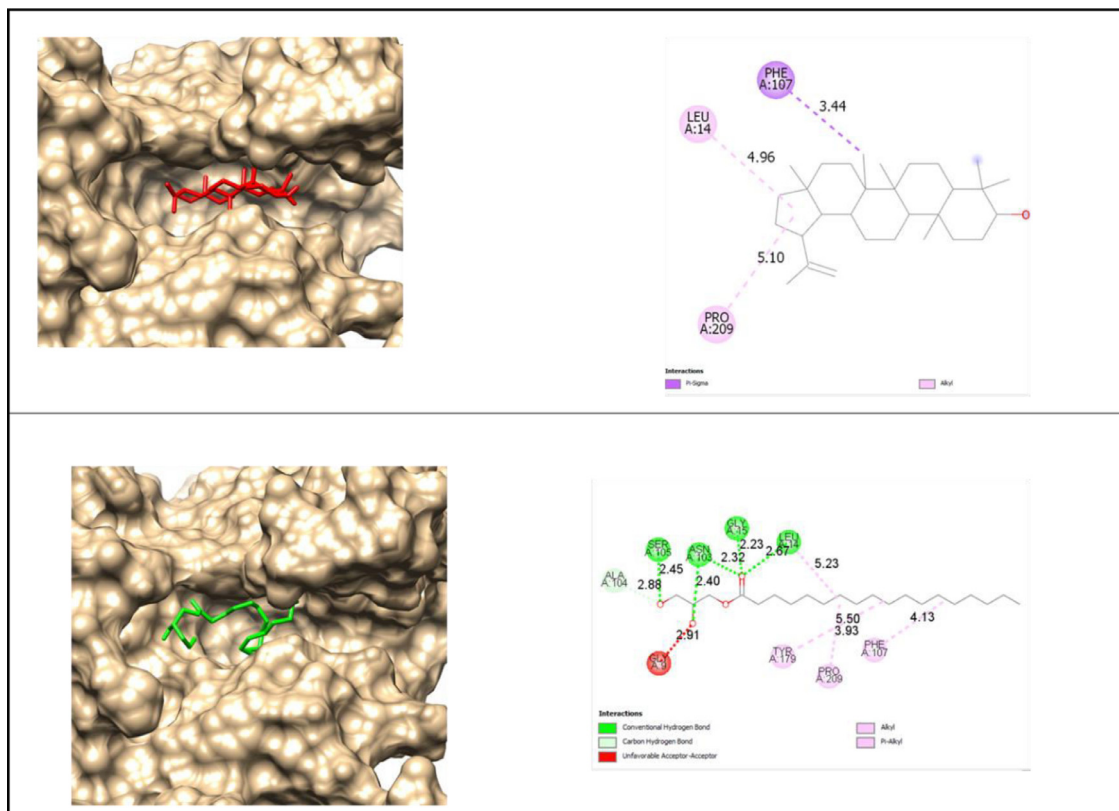 PHE
A:107
3.44
LEU
A:14
4.96
5.10
PRO
A:209
O
Interactions
Pi-Sigma
Alkyl
GLY
A:15
SER
A:105
ASN
A:103
LEU
A:14
2.23
2.45
2.32
2.67
5.23
ALA
A:104
2.88
2.40
O
O
O
O
5.50
4.13
2.91
3.93
TYR
A:179
PHE
A:107
PRO
A:209
Interactions
Conventional Hydrogen Bond
Carbon Hydrogen Bond
Unfavorable Acceptor-Acceptor
Alkyl
Pi-Alkyl